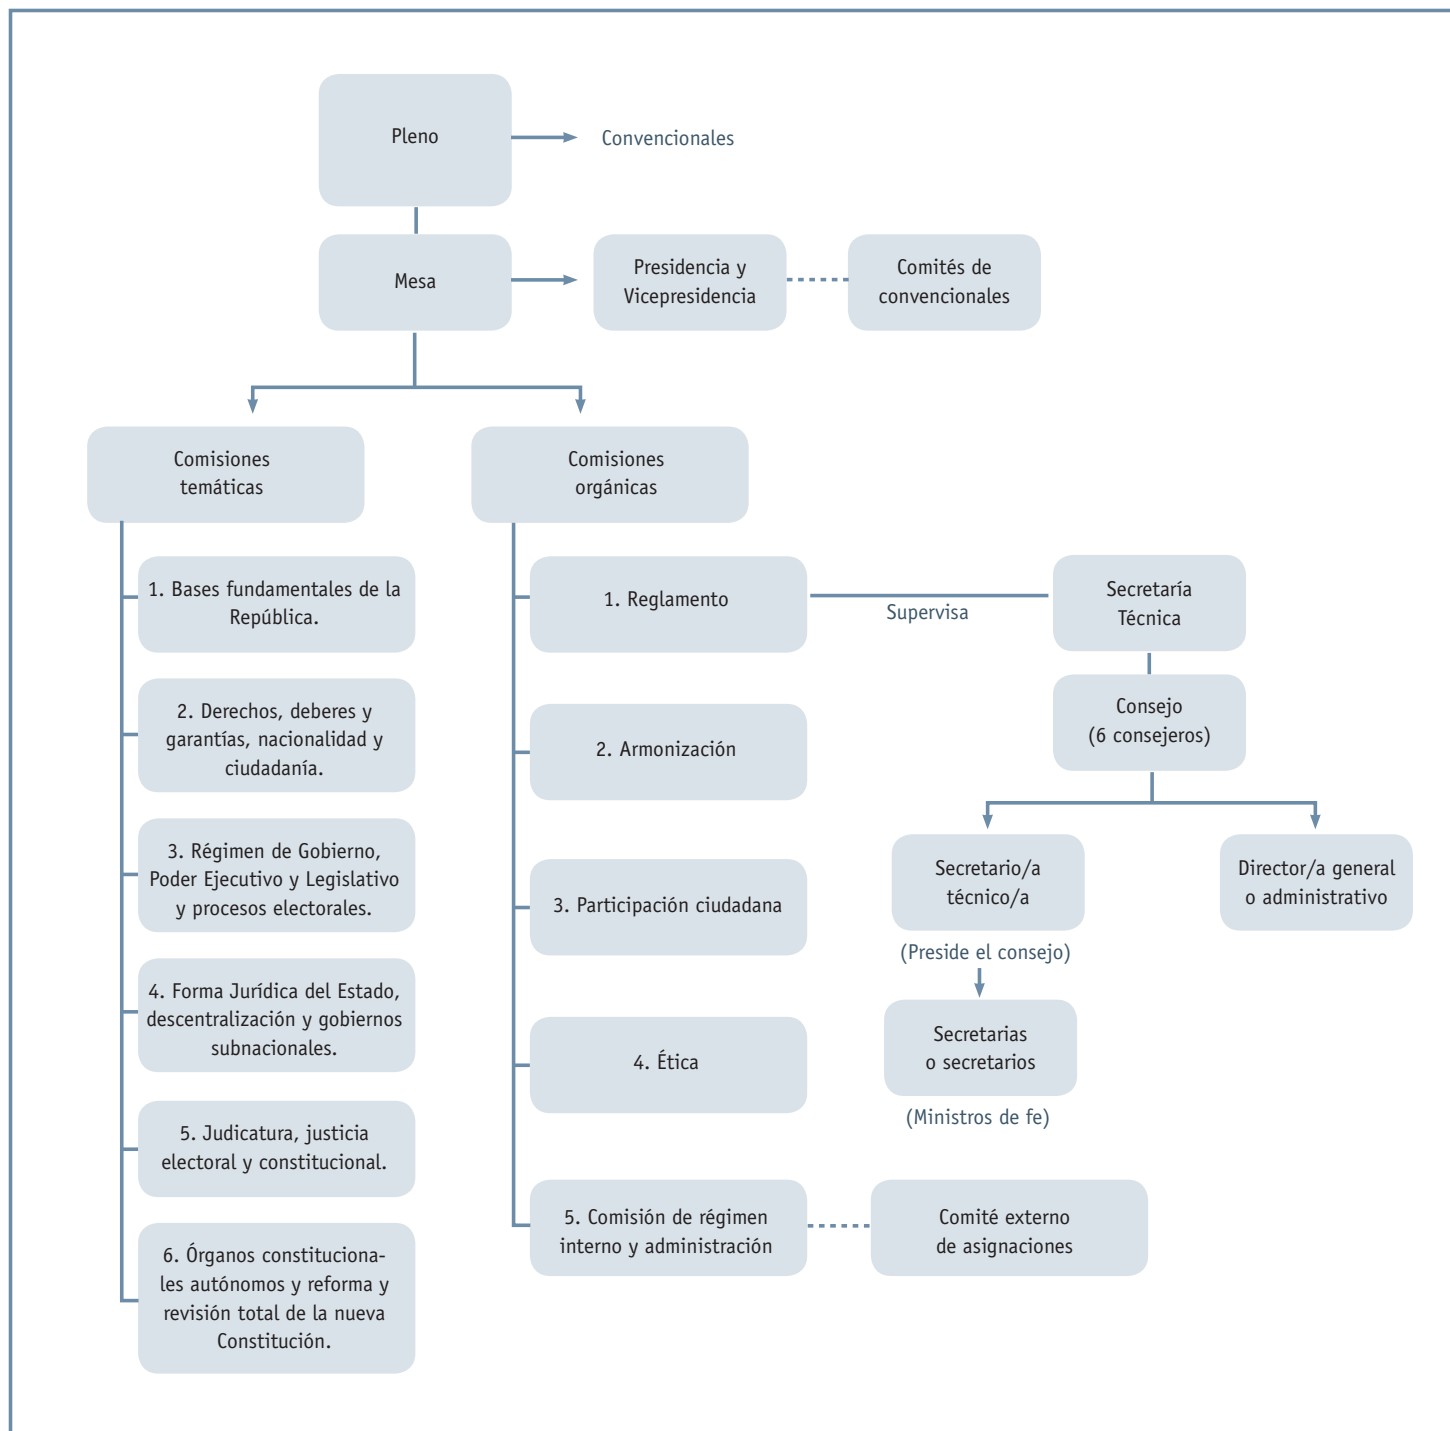 Pleno
Convencionales
Mesa
Presidencia y
Vicepresidencia
Comités de
convencionales
Comisiones
temáticas
1. Bases fundamentales de la
República.
2. Derechos, deberes y
garantías, nacionalidad y
ciudadanía.
3. Régimen de Gobierno,
Poder Ejecutivo y Legislativo
y procesos electorales.
4. Forma Jurídica del Estado,
descentralización y gobiernos
subnacionales.
5. Judicatura, justicia
electoral y constitucional.
6. Órganos constituciona-
les autónomos y reforma y
revisión total de la nueva
Constitución.
Comisiones
orgánicas
1. Reglamento
Supervisa
Secretaría
Técnica
Consejo
(6 consejeros)
Secretario/a
técnico/a
(Preside el consejo)
Secretarias
o secretarios
(Ministros de fe)
Director/a general
o administrativo
2. Armonización
3. Participación ciudadana
4. Ética
5. Comisión de régimen
interno y administración
Comité externo
de asignaciones